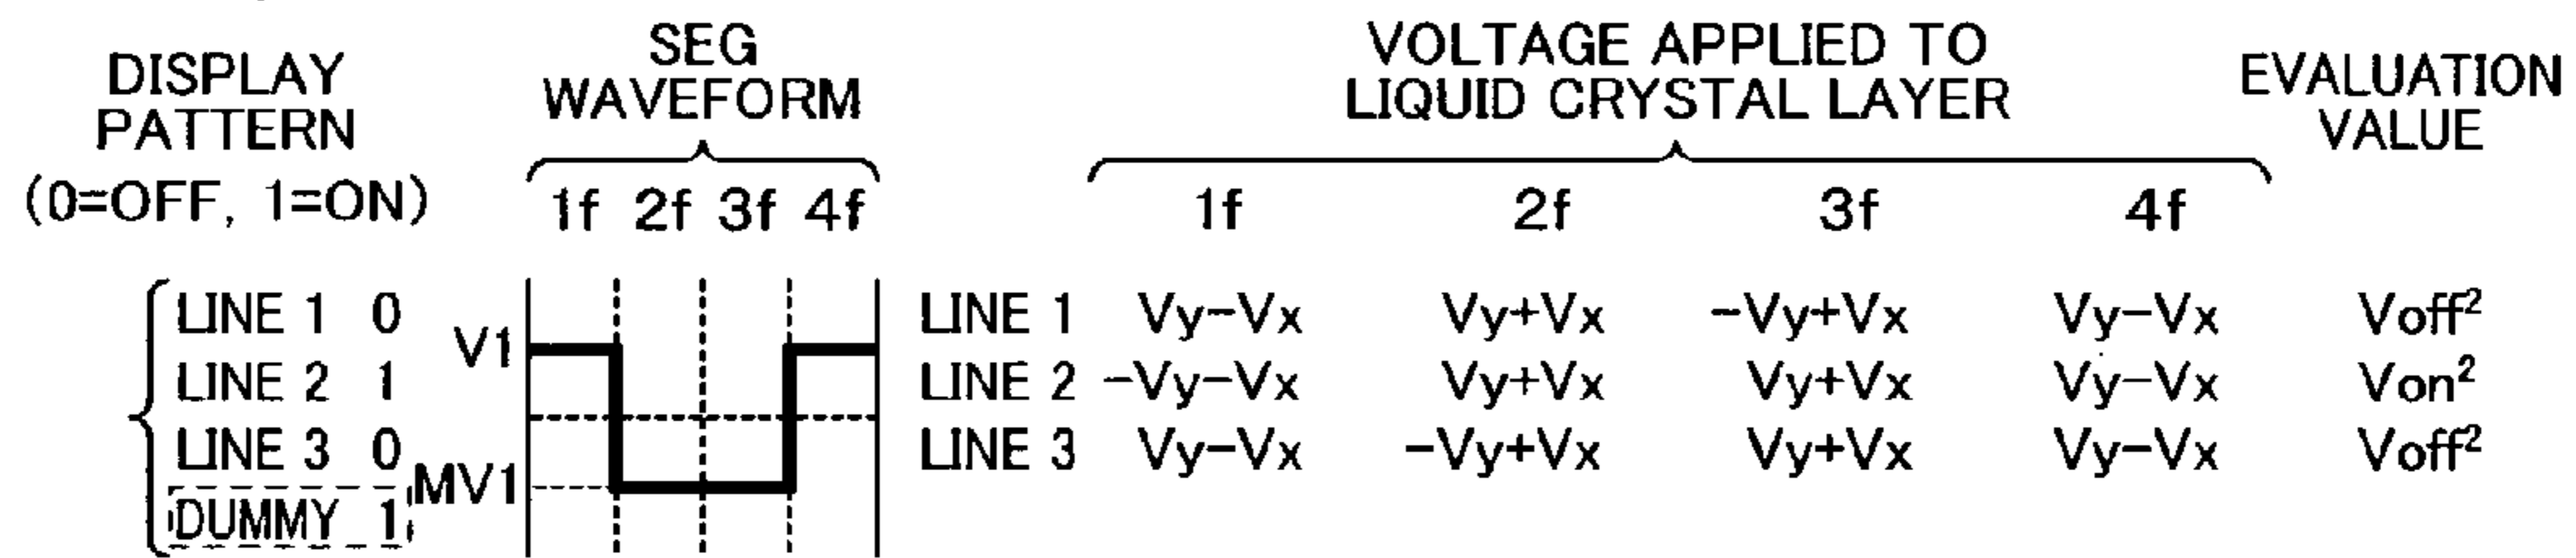 DISPLAY PATTERN
(0=OFF, 1=ON)
SEG WAVEFORM
1f 2f 3f 4f
VOLTAGE APPLIED TO LIQUID CRYSTAL LAYER
1f 2f 3f 4f
EVALUATION VALUE
LINE 1 0
LINE 2 1
LINE 3 0
DUMMY 1
V1
MV1
LINE 1 Vy-Vx Vy+Vx -Vy+Vx Vy-Vx Voff²
LINE 2 -Vy-Vx Vy+Vx Vy+Vx Vy-Vx Von²
LINE 3 Vy-Vx -Vy+Vx Vy+Vx Vy-Vx Voff²